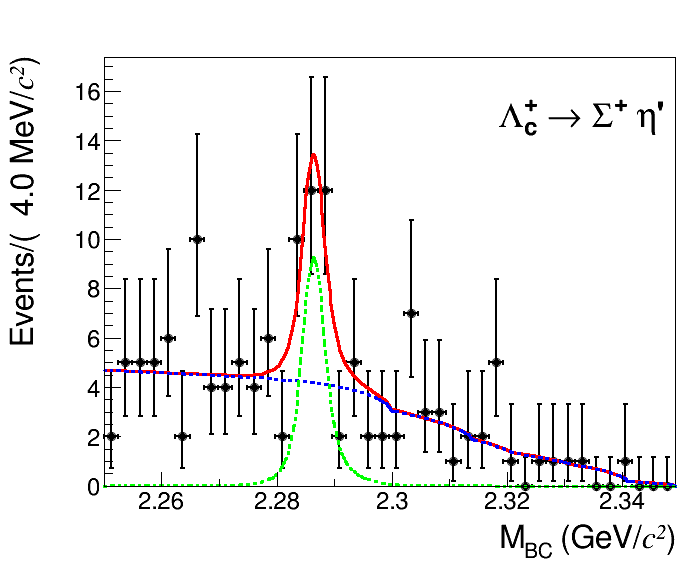 Events/( 4.0 MeV/c²)
16
Λc⁺ → Σ⁺ η'
14
12
10
8
6
4
2
0
2.26 2.28 2.3 2.32 2.34
M_BC (GeV/c²)